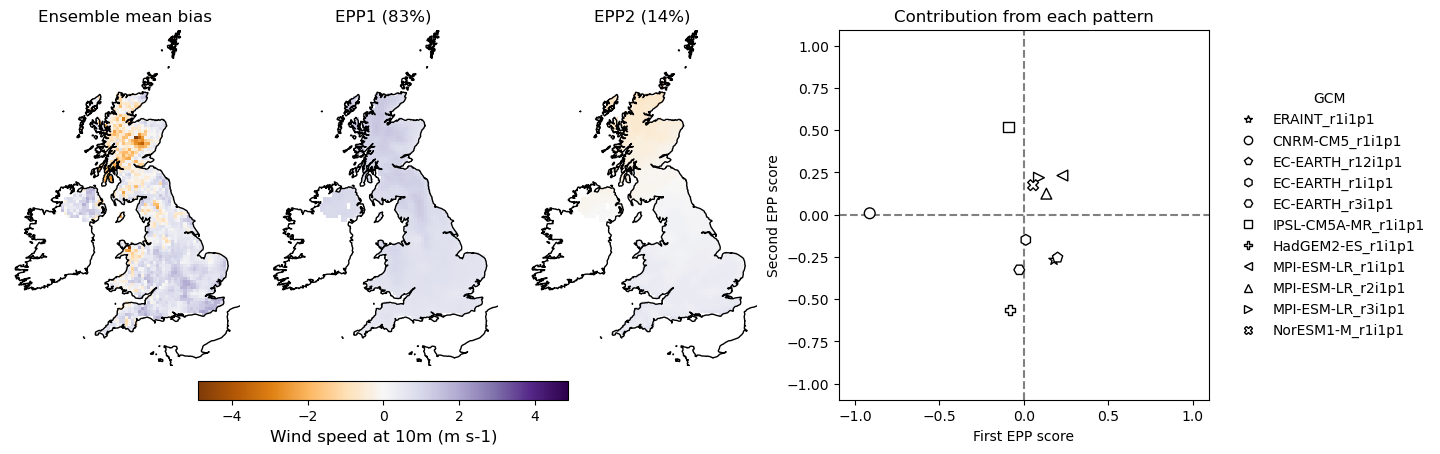 Ensemble mean bias
EPP1 (83%)
EPP2 (14%)
Contribution from each pattern
−4 −2 0 2 4
Wind speed at 10m (m s-1)
1.00
0.75
0.50
0.25
0.00
−0.25
−0.50
−0.75
−1.00
Second EPP score
−1.0 −0.5 0.0 0.5 1.0
First EPP score
GCM
ERAINT_r1i1p1
CNRM-CM5_r1i1p1
EC-EARTH_r12i1p1
EC-EARTH_r1i1p1
EC-EARTH_r3i1p1
IPSL-CM5A-MR_r1i1p1
HadGEM2-ES_r1i1p1
MPI-ESM-LR_r1i1p1
MPI-ESM-LR_r2i1p1
MPI-ESM-LR_r3i1p1
NorESM1-M_r1i1p1